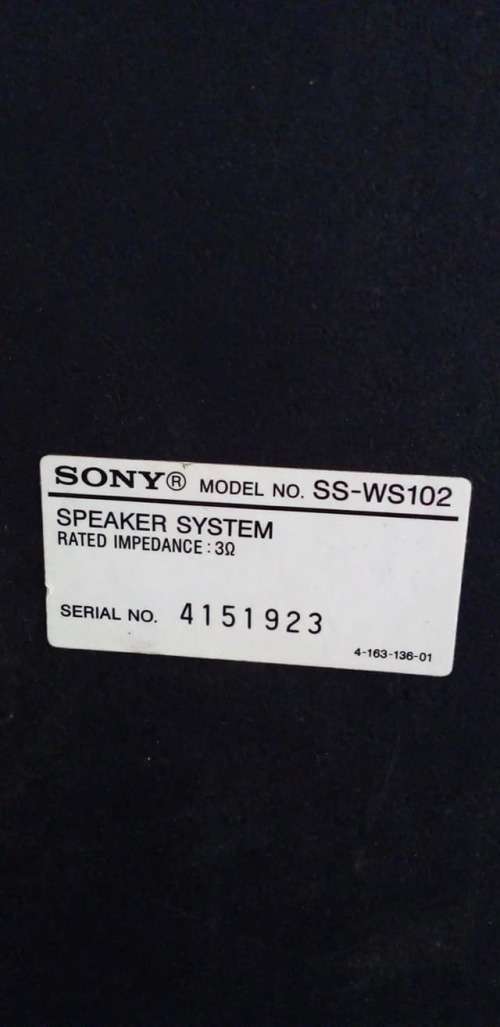 SONY® MODEL NO. SS-WS102
SPEAKER SYSTEM
RATED IMPEDANCE : 3Ω
SERIAL NO. 4151923
4-163-136-01